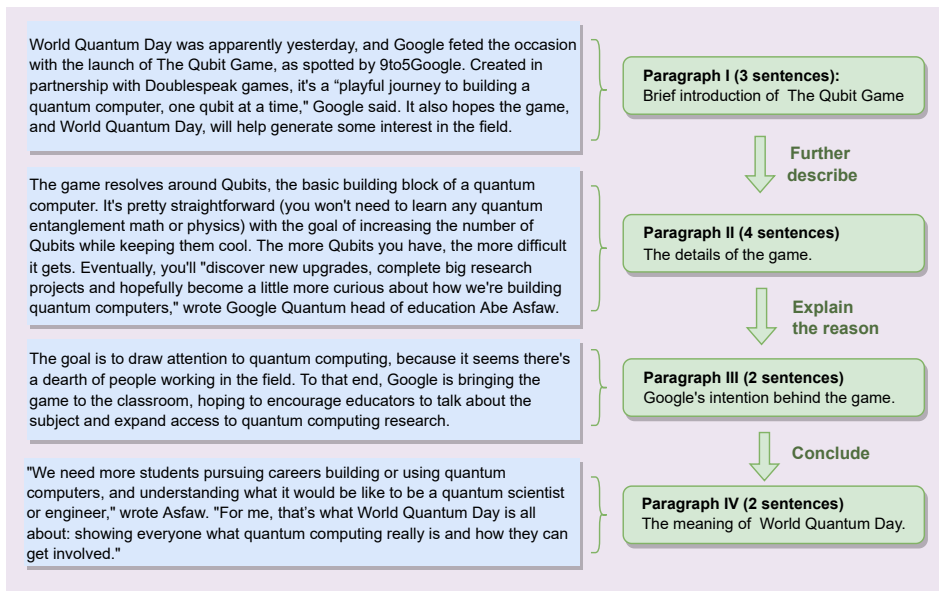 World Quantum Day was apparently yesterday, and Google feted the occasion
with the launch of The Qubit Game, as spotted by 9to5Google. Created in
partnership with Doublespeak games, it's a “playful journey to building a
quantum computer, one qubit at a time," Google said. It also hopes the game,
and World Quantum Day, will help generate some interest in the field.
Paragraph I (3 sentences):
Brief introduction of The Qubit Game
Further
describe
The game resolves around Qubits, the basic building block of a quantum
computer. It's pretty straightforward (you won't need to learn any quantum
entanglement math or physics) with the goal of increasing the number of
Qubits while keeping them cool. The more Qubits you have, the more difficult
it gets. Eventually, you'll "discover new upgrades, complete big research
projects and hopefully become a little more curious about how we're building
quantum computers," wrote Google Quantum head of education Abe Asfaw.
Paragraph II (4 sentences)
The details of the game.
Explain
the reason
The goal is to draw attention to quantum computing, because it seems there's
a dearth of people working in the field. To that end, Google is bringing the
game to the classroom, hoping to encourage educators to talk about the
subject and expand access to quantum computing research.
Paragraph III (2 sentences)
Google's intention behind the game.
Conclude
"We need more students pursuing careers building or using quantum
computers, and understanding what it would be like to be a quantum scientist
or engineer," wrote Asfaw. "For me, that’s what World Quantum Day is all
about: showing everyone what quantum computing really is and how they can
get involved."
Paragraph IV (2 sentences)
The meaning of World Quantum Day.